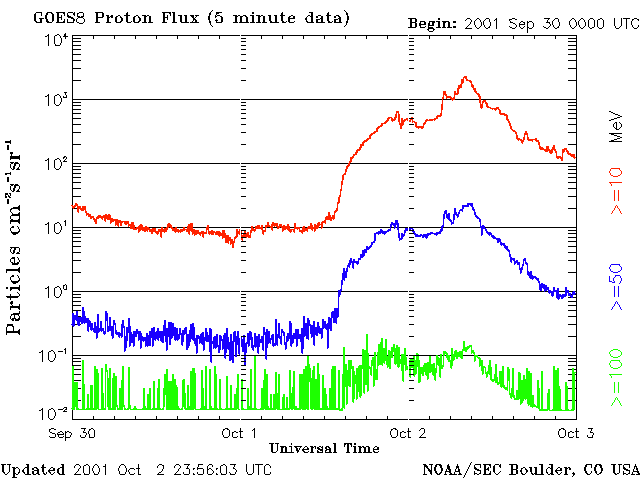 GOES8 Proton Flux (5 minute data)
Begin: 2001 Sep 30 0000 UTC
Particles cm⁻²s⁻¹sr⁻¹
10⁴
10³
10²
10¹
10⁰
10⁻¹
10⁻²
Sep 30
Oct 1
Oct 2
Oct 3
Universal Time
MeV
>=10
>=50
>=100
Updated 2001 Oct 2 23:56:03 UTC
NOAA/SEC Boulder, CO USA